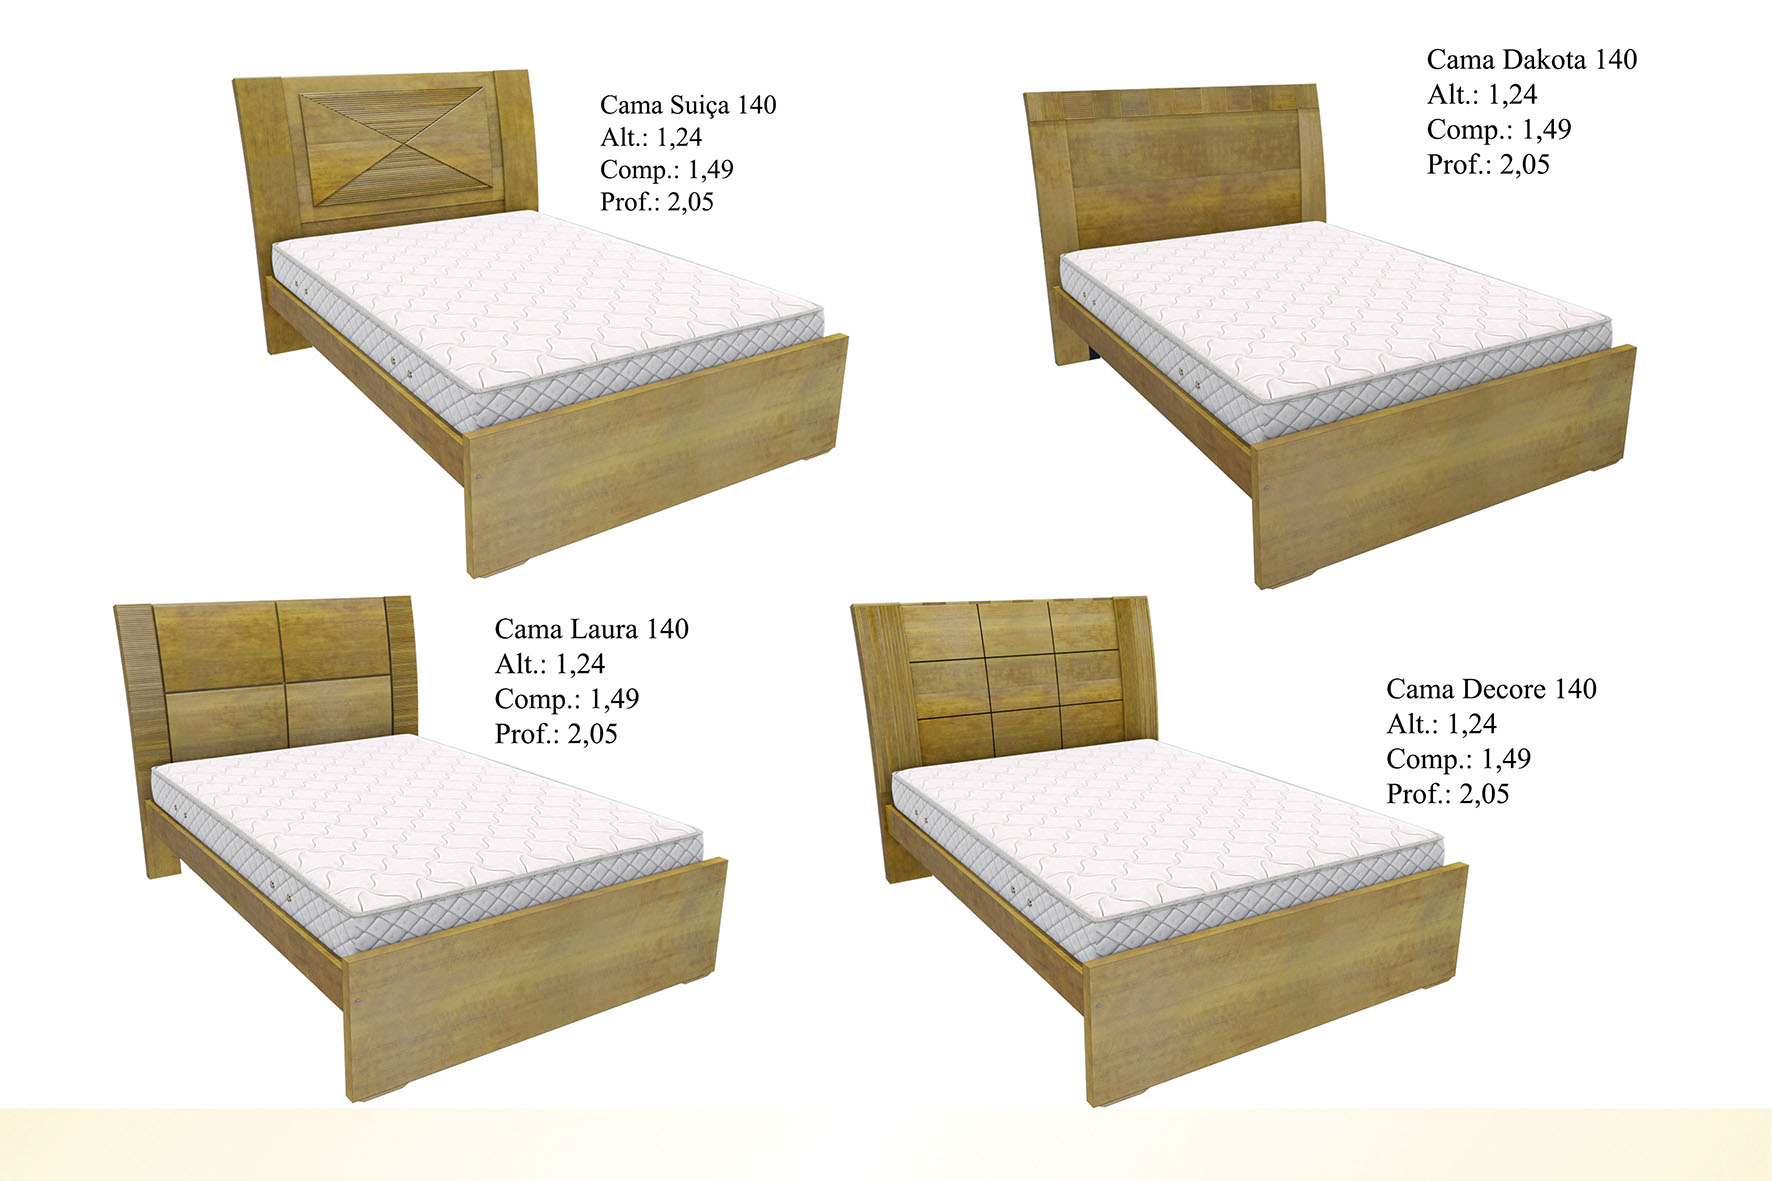 Cama Suiça 140
Alt.: 1,24
Comp.: 1,49
Prof.: 2,05
Cama Dakota 140
Alt.: 1,24
Comp.: 1,49
Prof.: 2,05
Cama Laura 140
Alt.: 1,24
Comp.: 1,49
Prof.: 2,05
Cama Decore 140
Alt.: 1,24
Comp.: 1,49
Prof.: 2,05